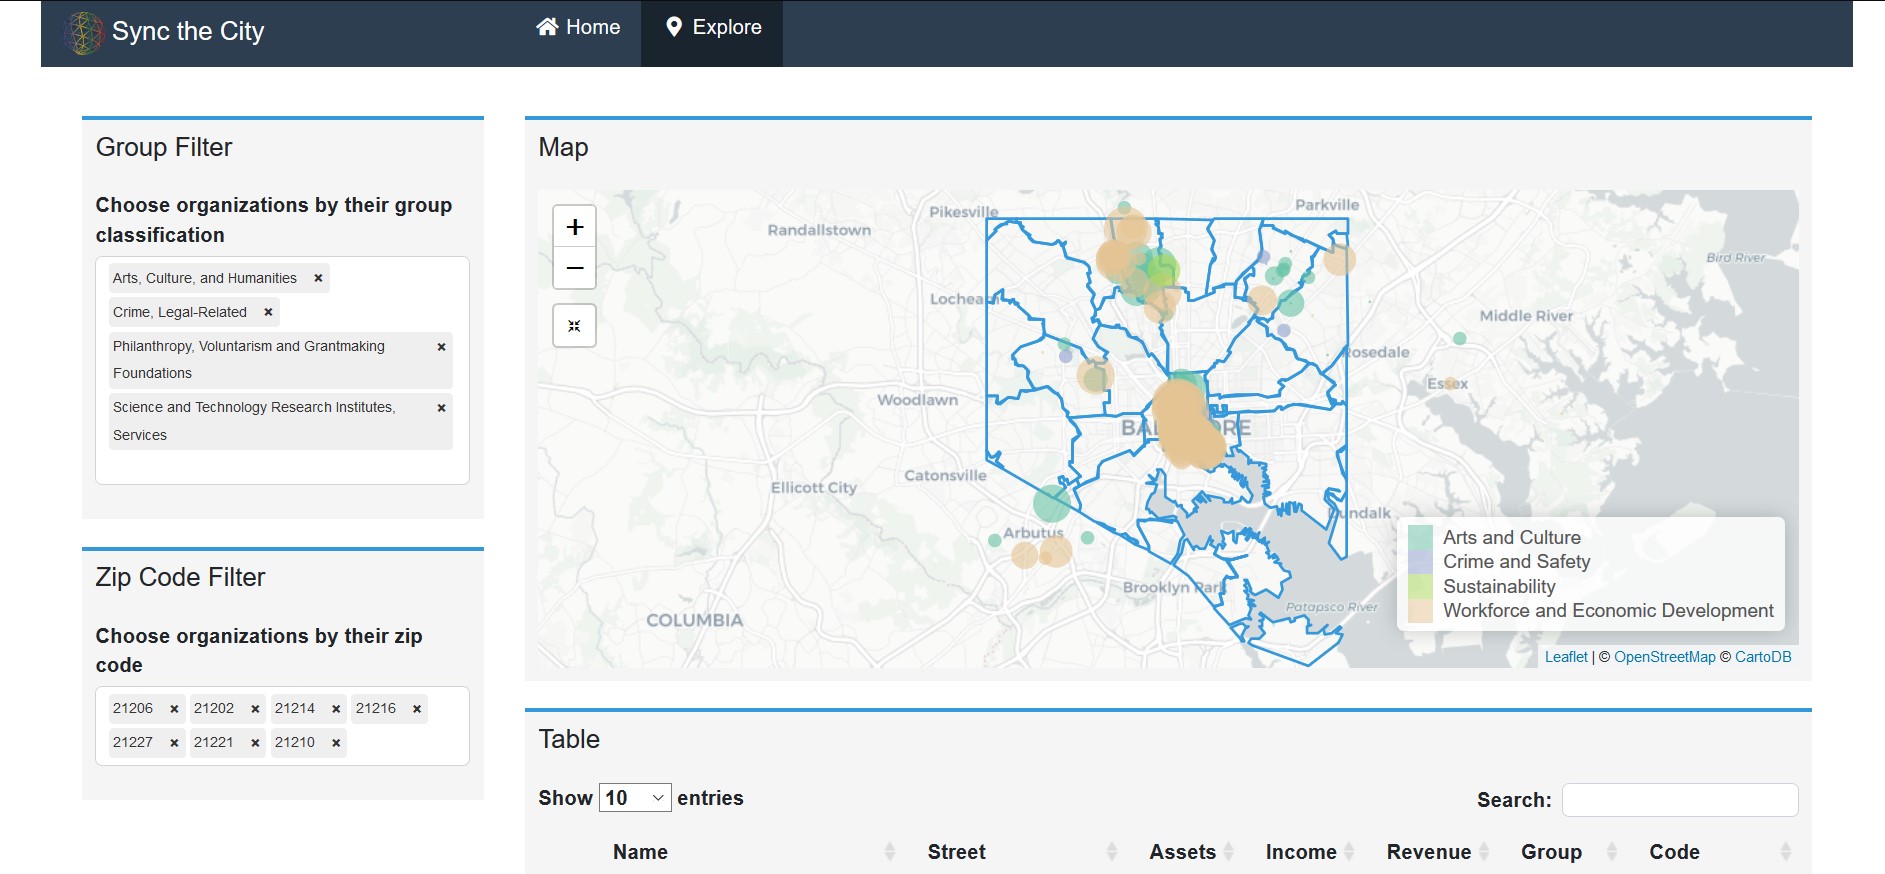 Sync the City
Home
Explore
Group Filter
Choose organizations by their group
classification
Arts, Culture, and Humanities ×
Crime, Legal-Related ×
Philanthropy, Voluntarism and Grantmaking ×
Foundations
Science and Technology Research Institutes, ×
Services
Zip Code Filter
Choose organizations by their zip
code
21206 × 21202 × 21214 × 21216 ×
21227 × 21221 × 21210 ×
Map
+
−
Pikesville
Parkville
Randallstown
Bird River
Lochearn
Middle River
Rosedale
Essex
Woodlawn
BALTIMORE
Catonsville
Ellicott City
Dundalk
Arbutus
Brooklyn Park
Patapsco River
COLUMBIA
Arts and Culture
Crime and Safety
Sustainability
Workforce and Economic Development
Leaflet | © OpenStreetMap © CartoDB
Table
Show 10 entries
Search:
Name Street Assets Income Revenue Group Code